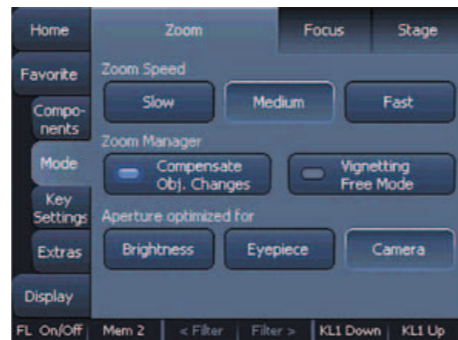 Home
Zoom
Focus
Stage
Favorite
Compo-
nents
Mode
Key
Settings
Extras
Display
Zoom Speed
Slow
Medium
Fast
Zoom Manager
Compensate
Obj. Changes
Vignetting
Free Mode
Aperture optimized for
Brightness
Eyepiece
Camera
FL On/Off
Mem 2
< Filter
Filter >
KL1 Down
KL1 Up